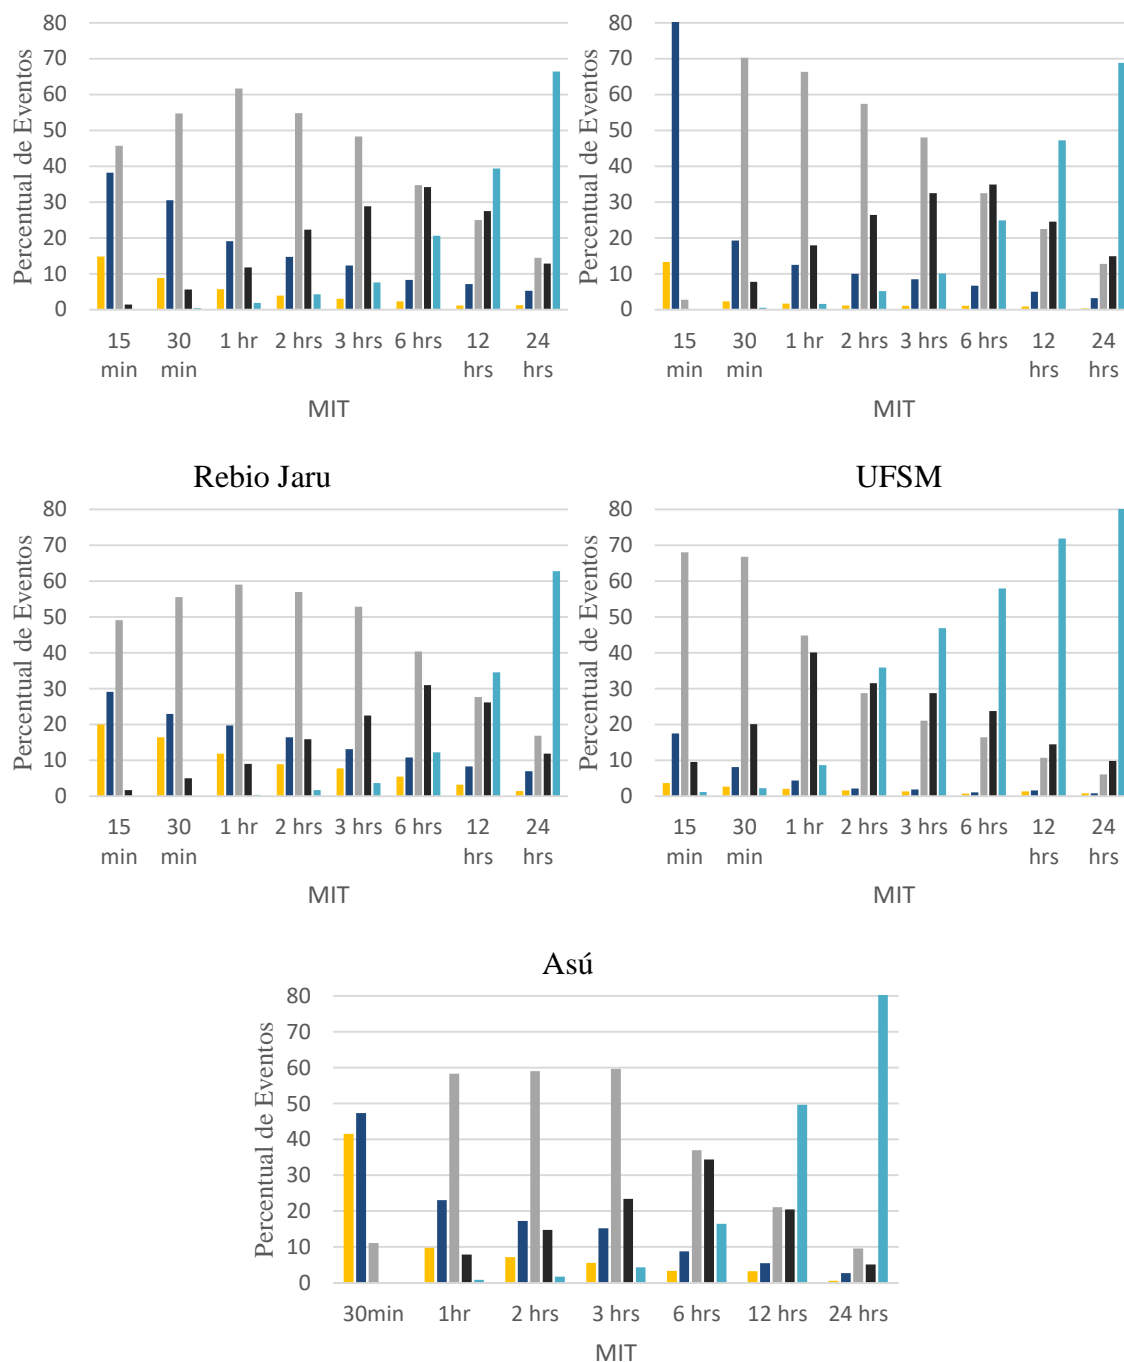 Percentual de Eventos
80
70
60
50
40
30
20
10
0
15 min
30 min
1 hr
2 hrs
3 hrs
6 hrs
12 hrs
24 hrs
MIT
Percentual de Eventos
80
70
60
50
40
30
20
10
0
15 min
30 min
1 hr
2 hrs
3 hrs
6 hrs
12 hrs
24 hrs
MIT
Rebio Jaru
Percentual de Eventos
80
70
60
50
40
30
20
10
0
15 min
30 min
1 hr
2 hrs
3 hrs
6 hrs
12 hrs
24 hrs
MIT
UFSM
Percentual de Eventos
80
70
60
50
40
30
20
10
0
15 min
30 min
1 hr
2 hrs
3 hrs
6 hrs
12 hrs
24 hrs
MIT
Asú
Percentual de Eventos
80
70
60
50
40
30
20
10
0
30min
1hr
2 hrs
3 hrs
6 hrs
12 hrs
24 hrs
MIT